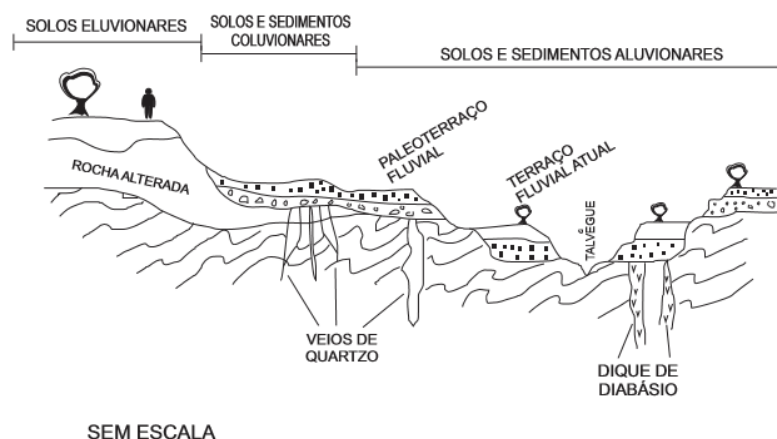 SOLOS ELUVIONARES
SOLOS E SEDIMENTOS
COLUVIONARES
SOLOS E SEDIMENTOS ALUVIONARES
ROCHA ALTERADA
PALEOTERRAÇO
FLUVIAL
TERRAÇO
FLUVIAL ATUAL
TALVEGUE
VEIOS DE
QUARTZO
DIQUE DE
DIABÁSIO
SEM ESCALA